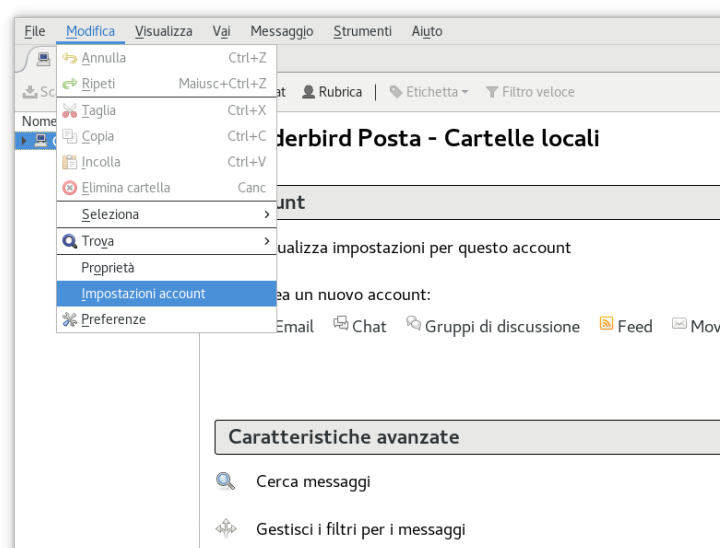 File Modifica Visualizza Vai Messaggio Strumenti Aiuto
Annulla Ctrl+Z
Ripeti Maiusc+Ctrl+Z
Sc at Rubrica Etichetta Filtro veloce
Taglia Ctrl+X
Nome
Copia Ctrl+C
derbird Posta - Cartelle locali
Incolla Ctrl+V
Elimina cartella Canc
unt
Seleziona
Trova
ualizza impostazioni per questo account
Proprietà
Impostazioni account
ea un nuovo account:
Preferenze
Email Chat Gruppi di discussione Feed Mov
Caratteristiche avanzate
Cerca messaggi
Gestisci i filtri per i messaggi